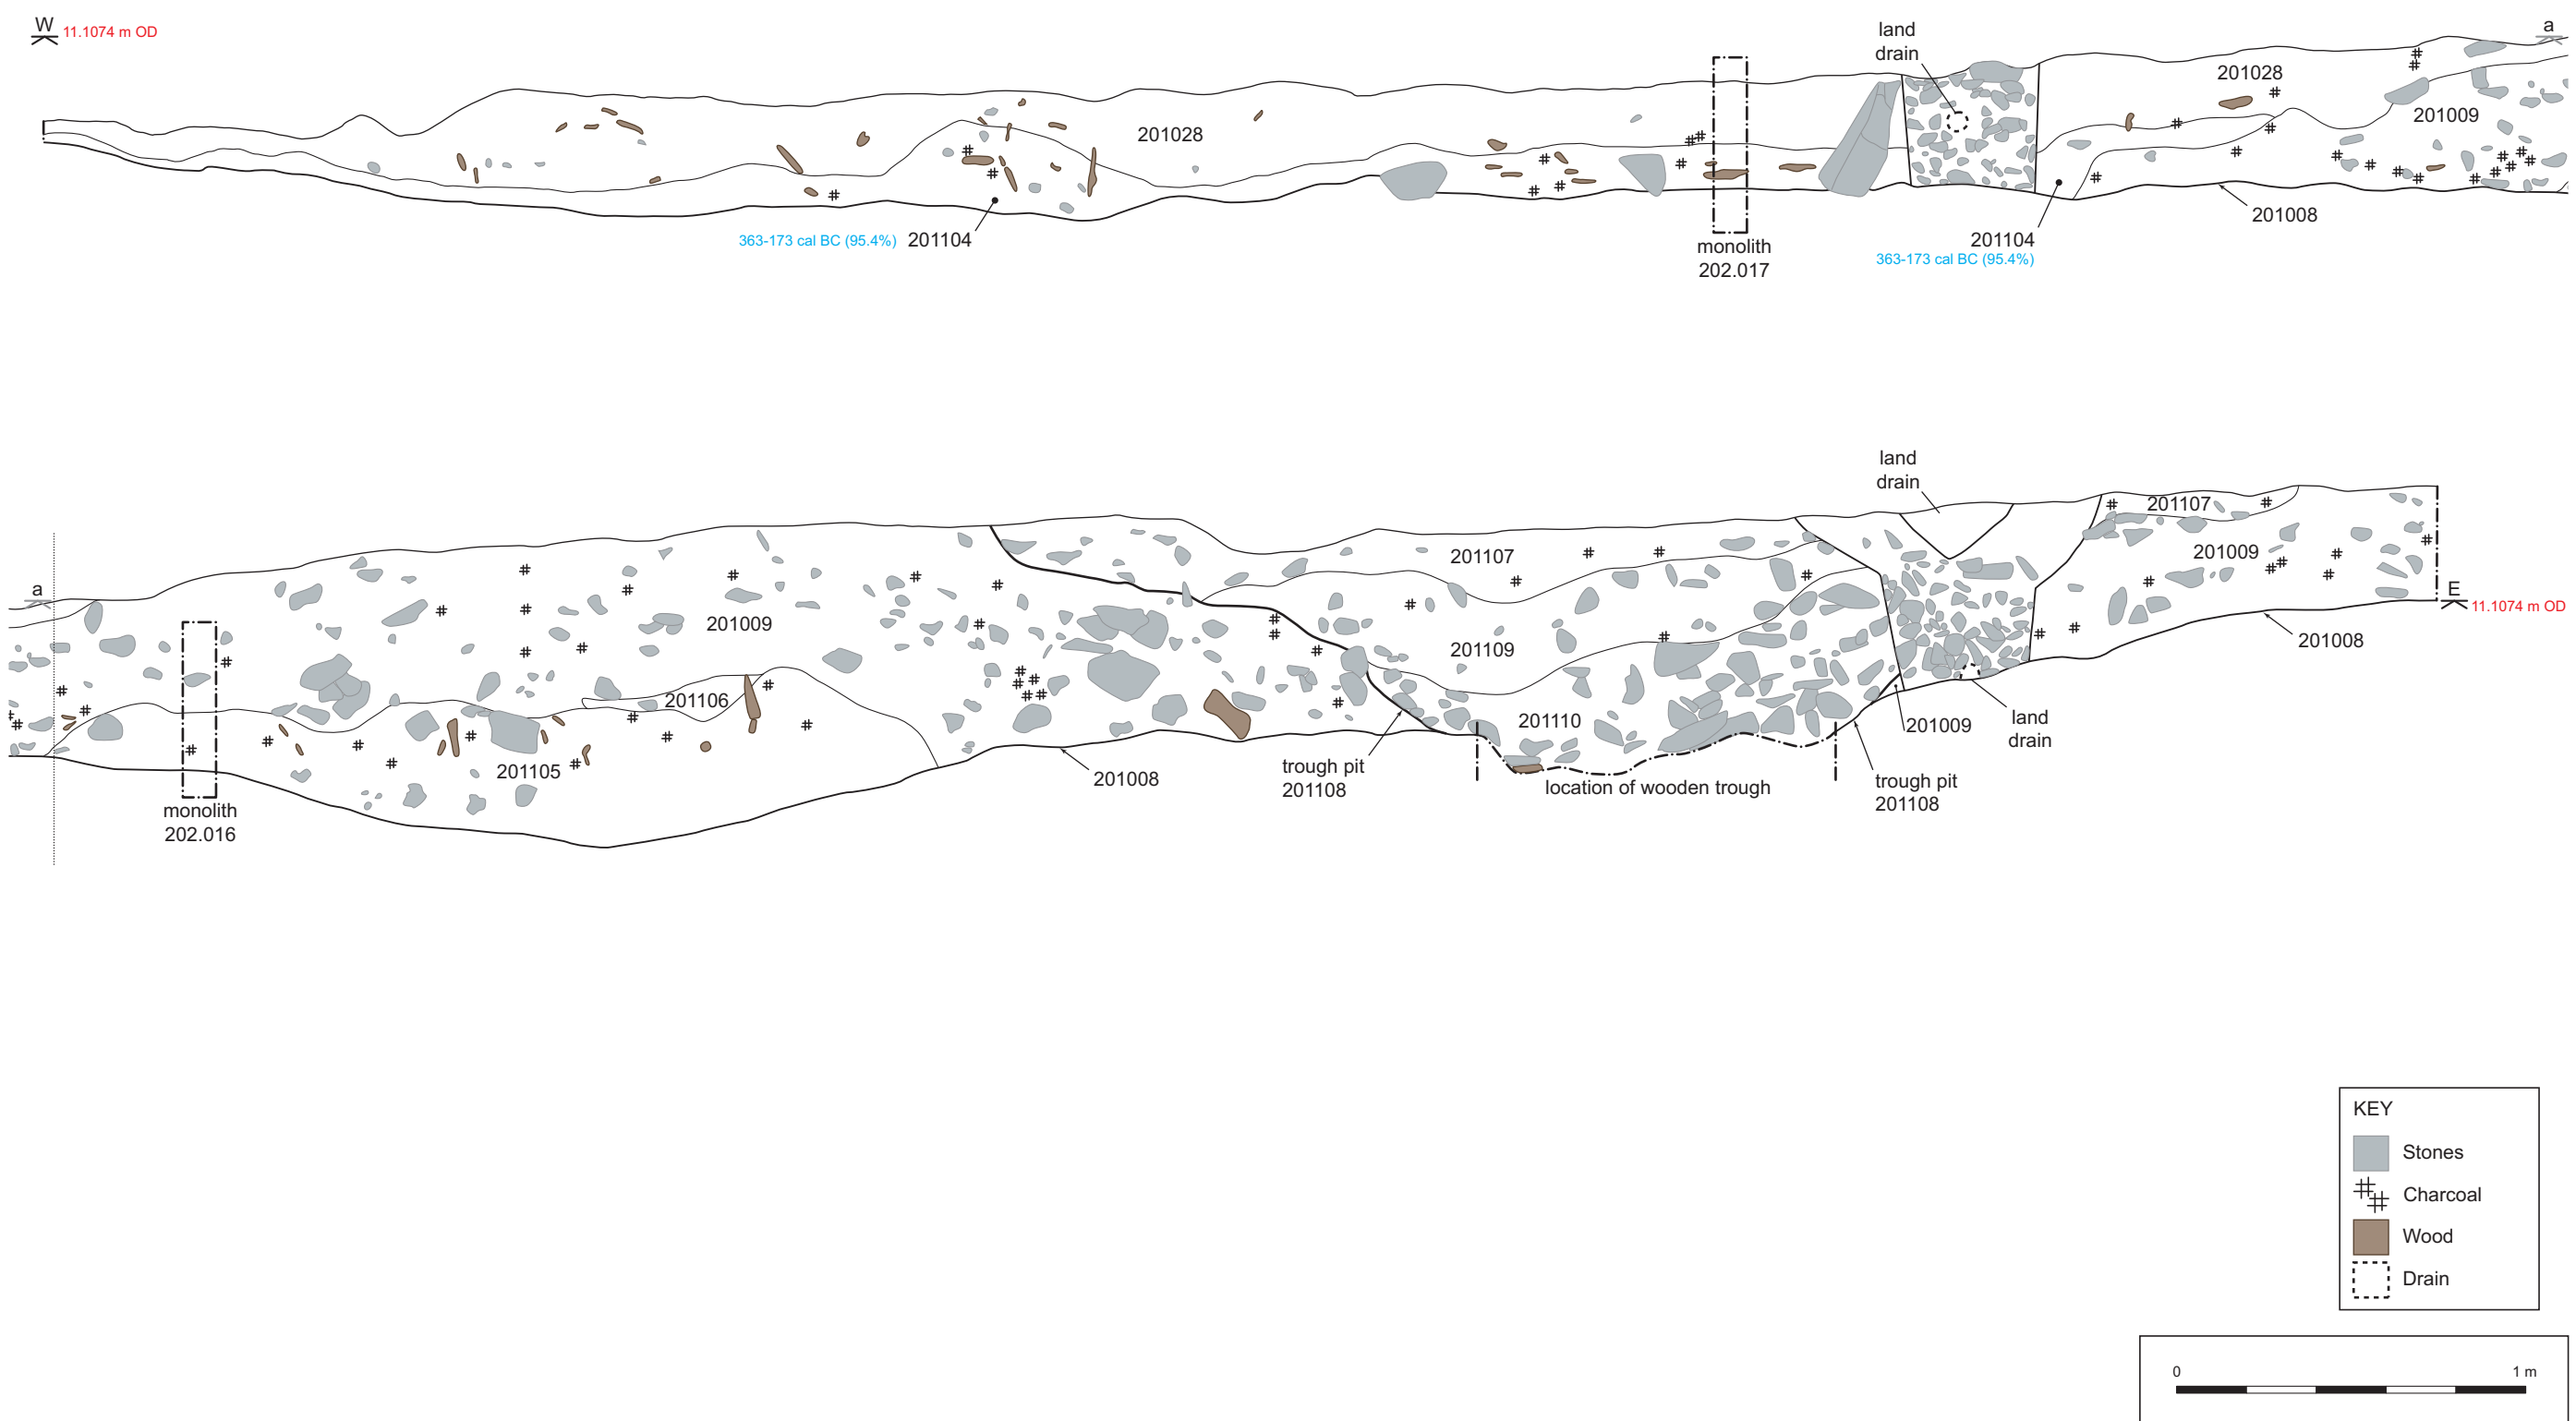 W
11.1074 m OD
land
drain
a
201028
201028
201009
363-173 cal BC (95.4%)
201104
monolith
202.017
201104
363-173 cal BC (95.4%)
201008
land
drain
a
201107
201107
201009
E
11.1074 m OD
201009
201109
201008
201106
201110
201009
land
drain
201105
201008
trough pit
201108
location of wooden trough
trough pit
201108
monolith
202.016
KEY
Stones
Charcoal
Wood
Drain
0
1 m